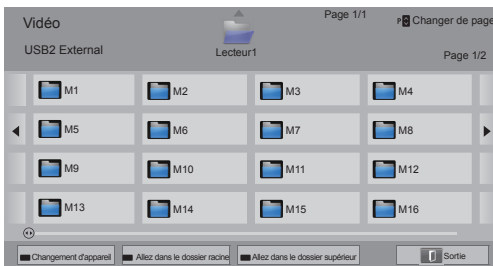 Vidéo
Page 1/1
P Changer de page
USB2 External
Lecteur1
Page 1/2
M1
M2
M3
M4
M5
M6
M7
M8
M9
M10
M11
M12
M13
M14
M15
M16
Changement d'appareil
Allez dans le dossier racine
Allez dans le dossier supérieur
Sortie